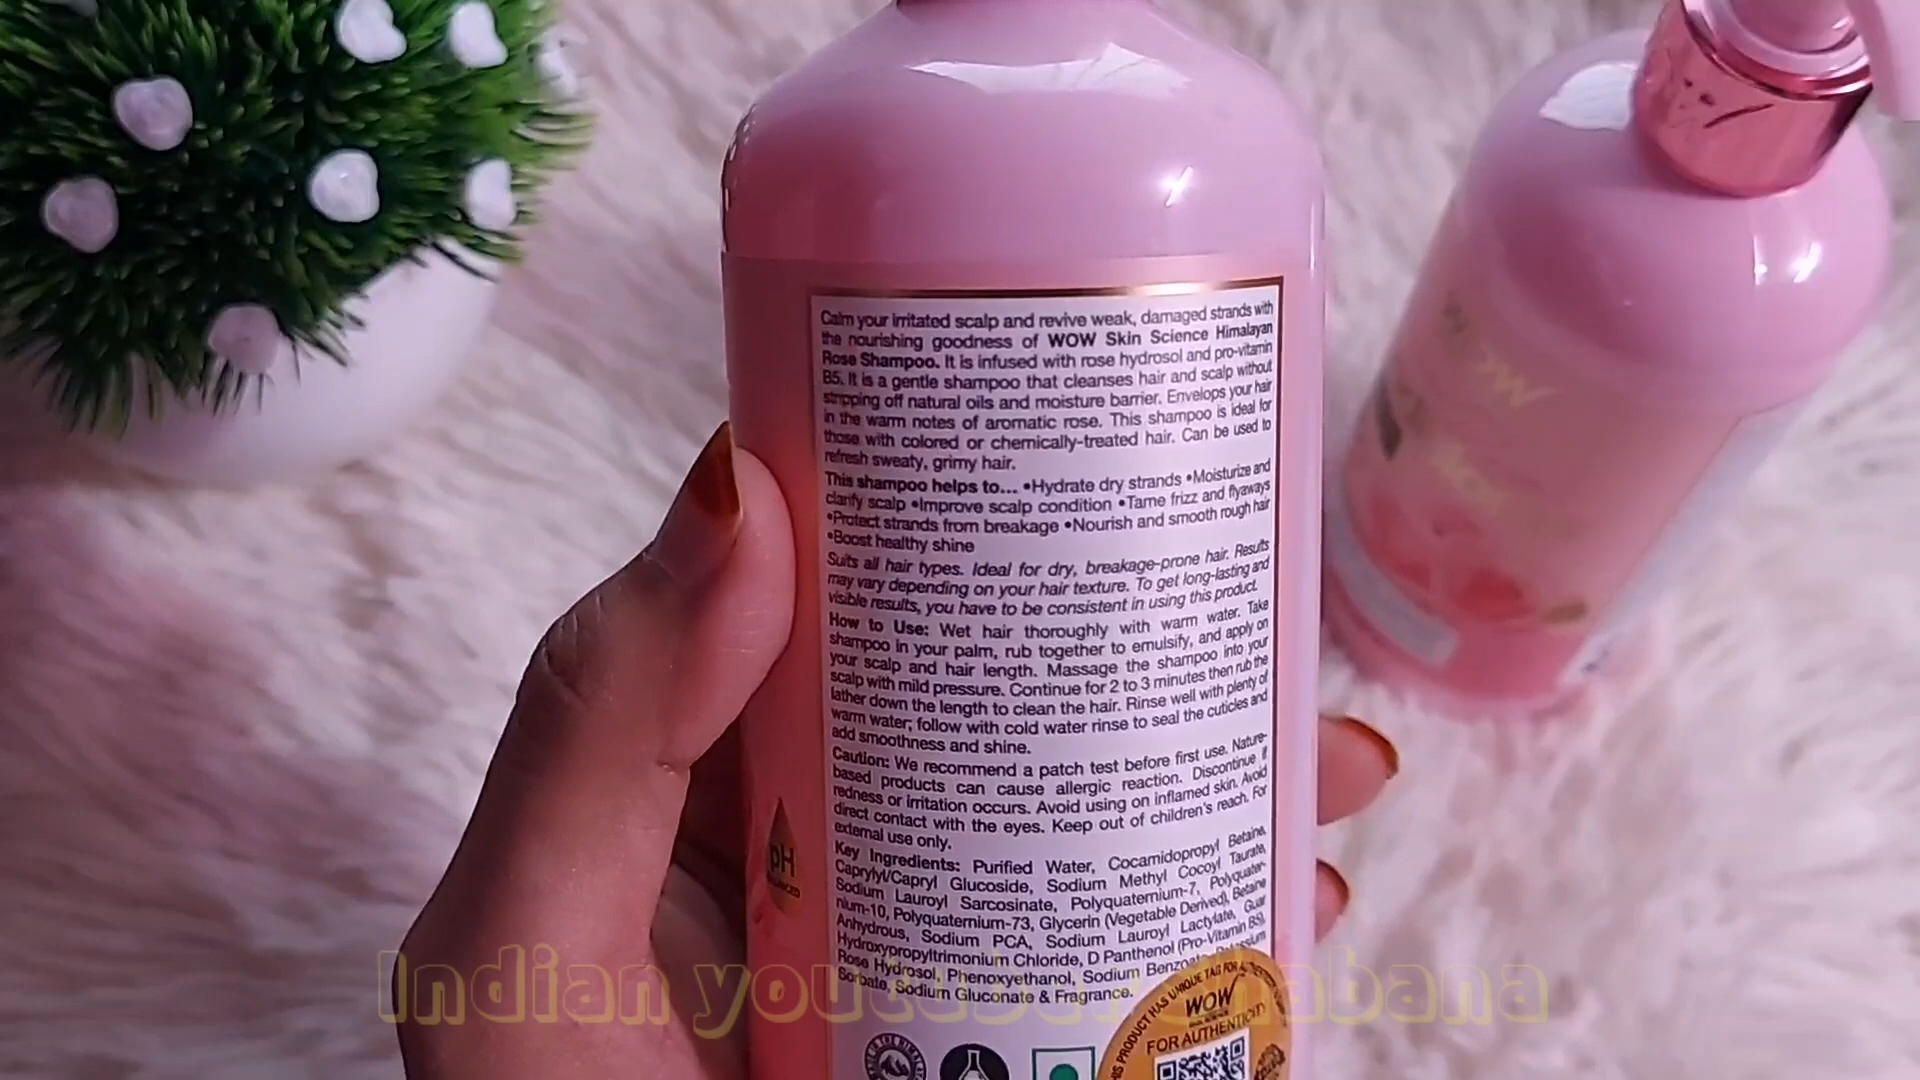 Calm your irritated scalp and revive weak, damaged strands with
the nourishing goodness of WOW Skin Science Himalayan
Rose Shampoo. It is infused with rose hydrosol and pro-vitamin
B5. It is a gentle shampoo that cleanses hair and scalp without
stripping off natural oils and moisture barrier. Envelops your hair
in the warm notes of aromatic rose. This shampoo is ideal for
those with colored or chemically-treated hair. Can be used to
refresh sweaty, grimy hair.
This shampoo helps to... •Hydrate dry strands •Moisturize and
clarify scalp •Improve scalp condition •Tame frizz and flyaways
•Protect strands from breakage •Nourish and smooth rough hair
•Boost healthy shine
Suits all hair types. Ideal for dry, breakage-prone hair. Results
may vary depending on your hair texture. To get long-lasting and
visible results, you have to be consistent in using this product.
How to Use: Wet hair thoroughly with warm water. Take
shampoo in your palm, rub together to emulsify, and apply on
your scalp and hair length. Massage the shampoo into your
scalp with mild pressure. Continue for 2 to 3 minutes then rub the
lather down the length to clean the hair. Rinse well with plenty of
warm water; follow with cold water rinse to seal the cuticles and
add smoothness and shine.
Caution: We recommend a patch test before first use. Nature-
based products can cause allergic reaction. Discontinue if
redness or irritation occurs. Avoid using on inflamed skin. Avoid
direct contact with the eyes. Keep out of children's reach. For
external use only.
Key Ingredients: Purified Water, Cocamidopropyl Betaine,
Caprylyl/Capryl Glucoside, Sodium Methyl Cocoyl Taurate,
Sodium Lauroyl Sarcosinate, Polyquaternium-7, Polyquater-
nium-10, Polyquaternium-73, Glycerin (Vegetable Derived), Betaine
Anhydrous, Sodium PCA, Sodium Lauroyl Lactylate, Guar
Hydroxypropyltrimonium Chloride, D Panthenol (Pro-Vitamin B5),
Rose Hydrosol, Phenoxyethanol, Sodium Benzoate, Potassium
Sorbate, Sodium Gluconate & Fragrance.
pH
THIS PRODUCT HAS UNIQUE TAG FOR
WOW
FOR AUTHENTICITY
Indian youtuber
WOW